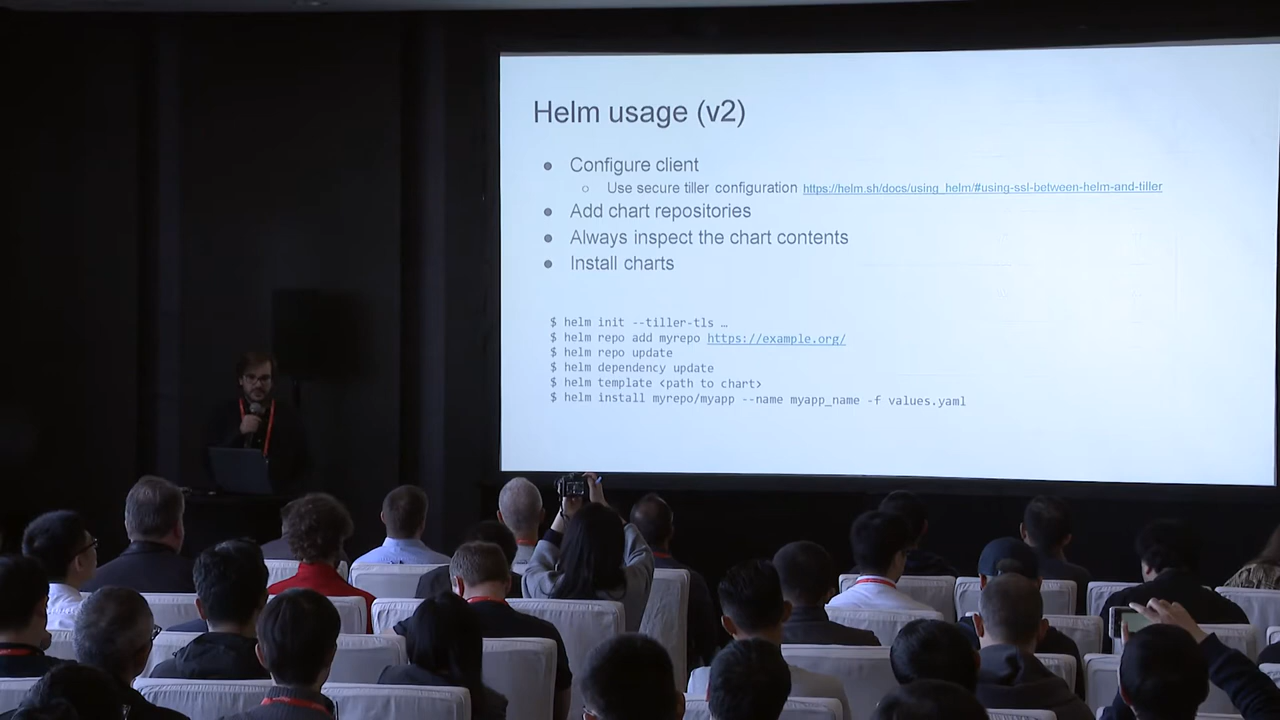 Helm usage (v2)
● Configure client
○ Use secure tiller configuration https://helm.sh/docs/using_helm/#using-ssl-between-helm-and-tiller
● Add chart repositories
● Always inspect the chart contents
● Install charts
$ helm init --tiller-tls …
$ helm repo add myrepo https://example.org/
$ helm repo update
$ helm dependency update
$ helm template <path to chart>
$ helm install myrepo/myapp --name myapp_name -f values.yaml